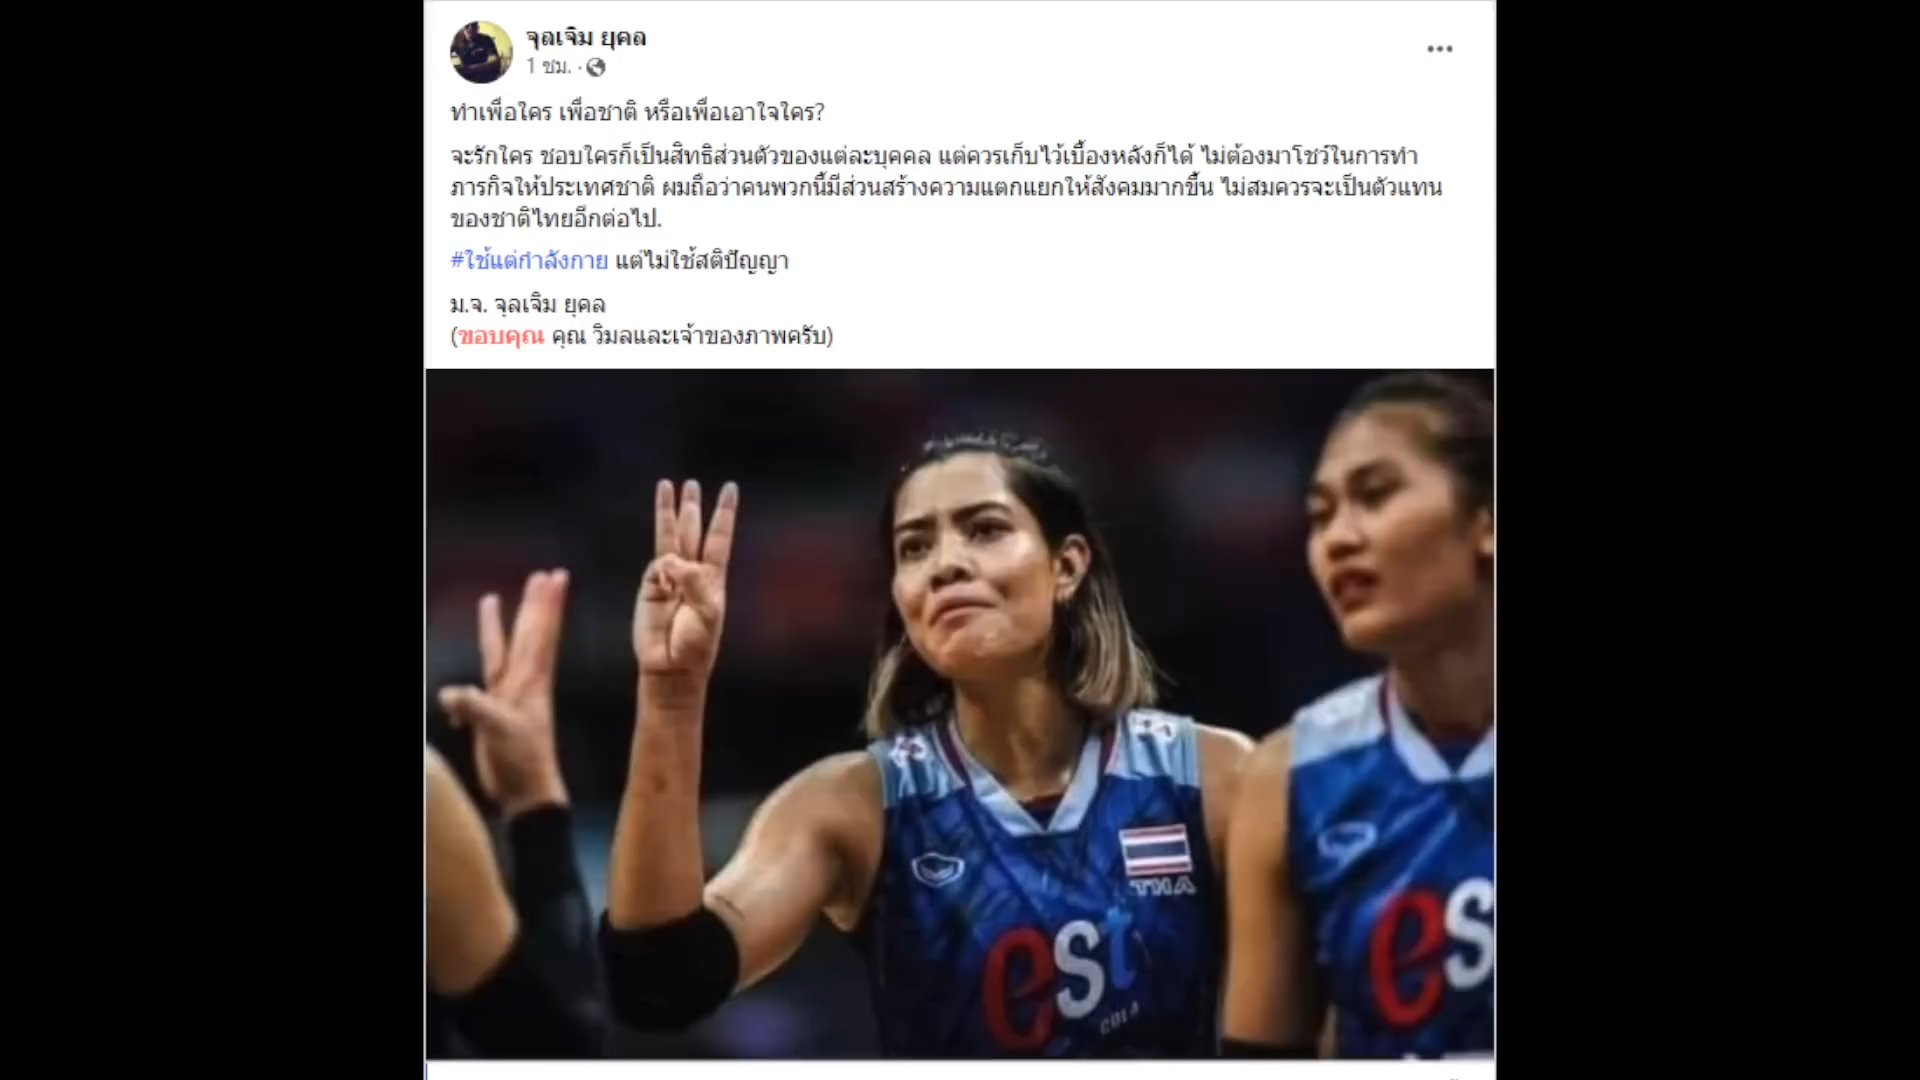 จุลเจิม ยุคล
1 ชม. ·
ทำเพื่อใคร เพื่อชาติ หรือเพื่อเอาใจใคร?
จะรักใคร ชอบใครก็เป็นสิทธิส่วนตัวของแต่ละบุคคล แต่ควรเก็บไว้เบื้องหลังก็ได้ ไม่ต้องมาโชว์ในการทำ
ภารกิจให้ประเทศชาติ ผมถือว่าคนพวกนี้มีส่วนสร้างความแตกแยกให้สังคมมากขึ้น ไม่สมควรจะเป็นตัวแทน
ของชาติไทยอีกต่อไป.
#ใช้แต่กำลังกาย แต่ไม่ใช้สติปัญญา
ม.จ. จุลเจิม ยุคล
(ขอบคุณ คุณ วิมลและเจ้าของภาพครับ)
THA
est
COLA
es